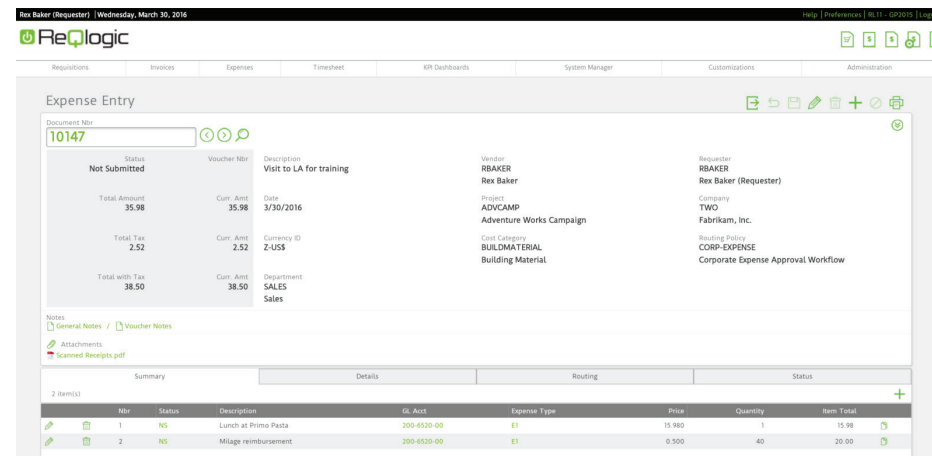 Rex Baker (Requester) | Wednesday, March 30, 2016 Help | Preferences | RL11 - GP2015 | Log
ReQlogic
Requisitions Invoices Expenses Timesheet KPI Dashboards System Manager Customizations Administration
Expense Entry
Document Nbr
10147
Status Voucher Nbr Description Vendor Requester
Not Submitted Visit to LA for training RBAKER RBAKER
Rex Baker Rex Baker (Requester)
Total Amount Curr. Amt Date Project Company
35.98 35.98 3/30/2016 ADVCAMP TWO
Adventure Works Campaign Fabrikam, Inc.
Total Tax Curr. Amt Currency ID Cost Category Routing Policy
2.52 2.52 Z-US$ BUILDMATERIAL CORP-EXPENSE
Building Material Corporate Expense Approval Workflow
Total with Tax Curr. Amt Department
38.50 38.50 SALES
Sales
Notes
General Notes / Voucher Notes
Attachments
Scanned Receipts.pdf
Summary Details Routing Status
2 item(s)
Nbr Status Description GL Acct Expense Type Price Quantity Item Total
1 NS Lunch at Primo Pasta 200-6520-00 E1 15.980 1 15.98
2 NS Milage reimbursement 200-6520-00 E1 0.500 40 20.00